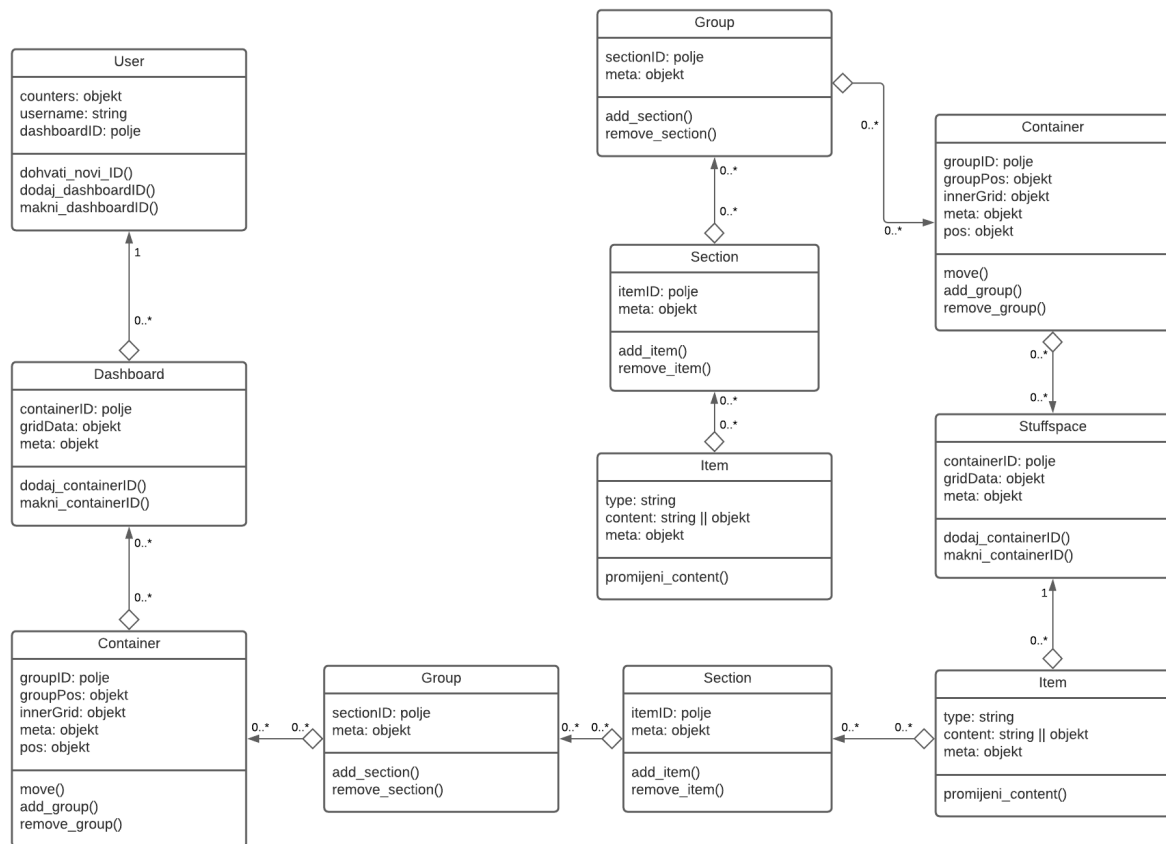 User
counters: objekt
username: string
dashboardID: polje
dohvati_novi_ID()
dodaj_dashboardID()
makni_dashboardID()
1
0..*
Dashboard
containerID: polje
gridData: objekt
meta: objekt
dodaj_containerID()
makni_containerID()
0..*
0..*
Container
groupID: polje
groupPos: objekt
innerGrid: objekt
meta: objekt
pos: objekt
move()
add_group()
remove_group()
0..*
0..*
Group
sectionID: polje
meta: objekt
add_section()
remove_section()
0..*
0..*
Section
itemID: polje
meta: objekt
add_item()
remove_item()
0..*
0..*
Item
type: string
content: string || objekt
meta: objekt
promijeni_content()
Group
sectionID: polje
meta: objekt
add_section()
remove_section()
0..*
0..*
Section
itemID: polje
meta: objekt
add_item()
remove_item()
0..*
0..*
Item
type: string
content: string || objekt
meta: objekt
promijeni_content()
0..*
0..*
Container
groupID: polje
groupPos: objekt
innerGrid: objekt
meta: objekt
pos: objekt
move()
add_group()
remove_group()
0..*
0..*
Stuffspace
containerID: polje
gridData: objekt
meta: objekt
dodaj_containerID()
makni_containerID()
1
0..*